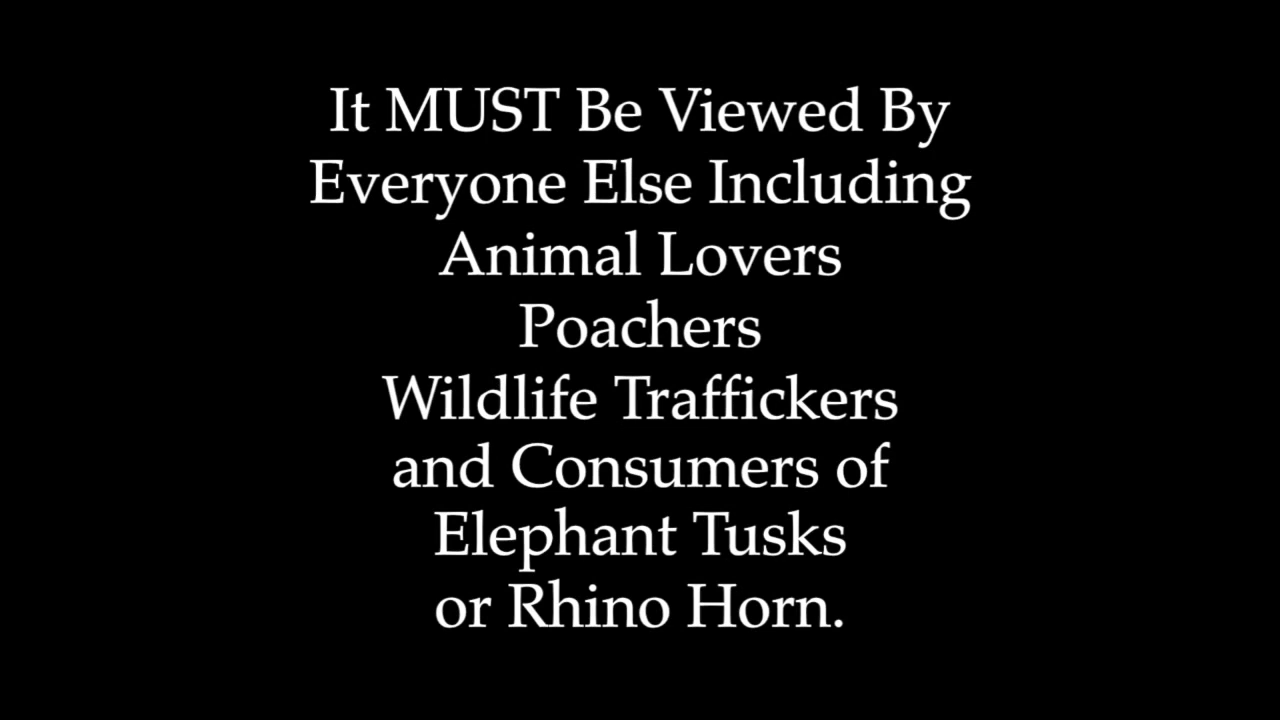 It MUST Be Viewed By
Everyone Else Including
Animal Lovers
Poachers
Wildlife Traffickers
and Consumers of
Elephant Tusks
or Rhino Horn.